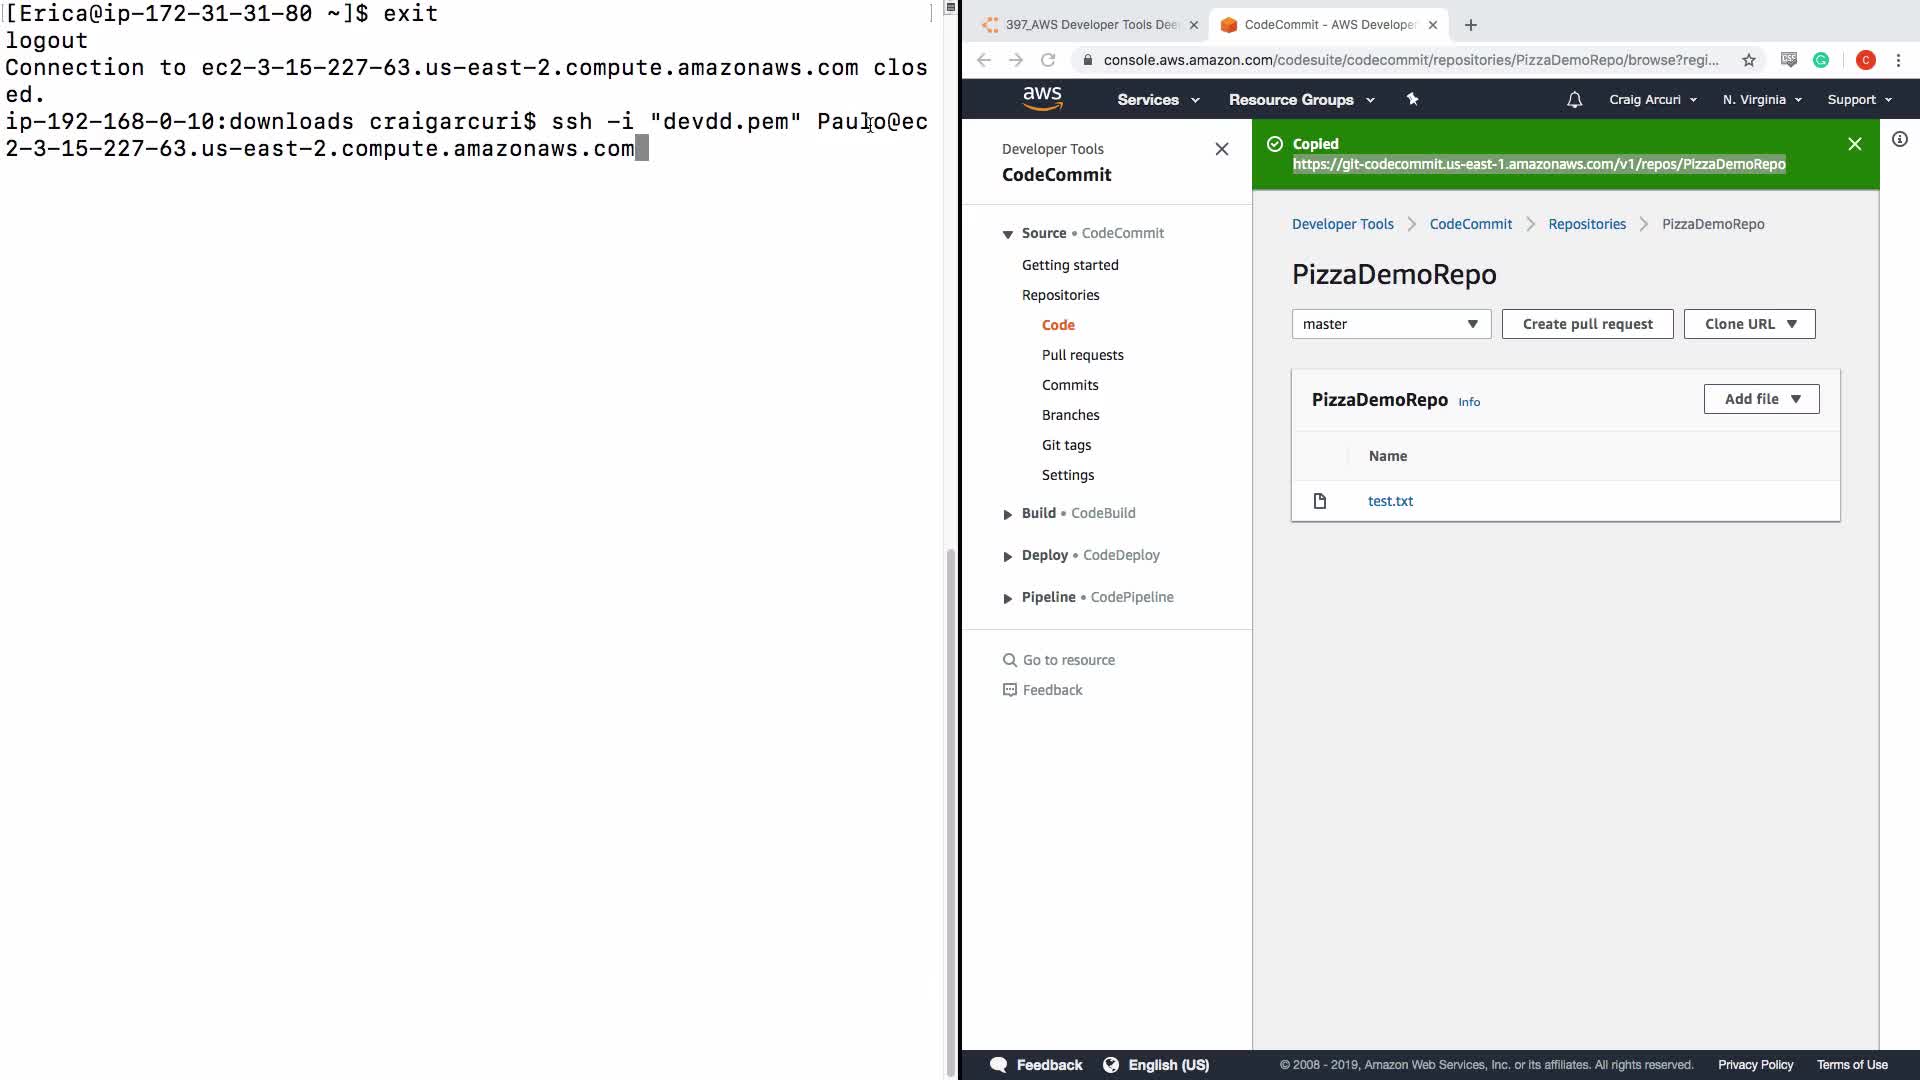 [Erica@ip-172-31-31-80 ~]$ exit
logout
Connection to ec2-3-15-227-63.us-east-2.compute.amazonaws.com clos
ed.
ip-192-168-0-10:downloads craigarcuri$ ssh -i "devdd.pem" Paulo@ec
2-3-15-227-63.us-east-2.compute.amazonaws.com
397_AWS Developer Tools Dee
CodeCommit - AWS Developer
console.aws.amazon.com/codesuite/codecommit/repositories/PizzaDemoRepo/browse?regi...
C
aws
Services
Resource Groups
Craig Arcuri
N. Virginia
Support
Developer Tools
CodeCommit
Source • CodeCommit
Getting started
Repositories
Code
Pull requests
Commits
Branches
Git tags
Settings
Build • CodeBuild
Deploy • CodeDeploy
Pipeline • CodePipeline
Go to resource
Feedback
Copied
https://git-codecommit.us-east-1.amazonaws.com/v1/repos/PizzaDemoRepo
Developer Tools
CodeCommit
Repositories
PizzaDemoRepo
PizzaDemoRepo
master
Create pull request
Clone URL
PizzaDemoRepo Info
Add file
Name
test.txt
Feedback
English (US)
© 2008 - 2019, Amazon Web Services, Inc. or its affiliates. All rights reserved.
Privacy Policy
Terms of Use